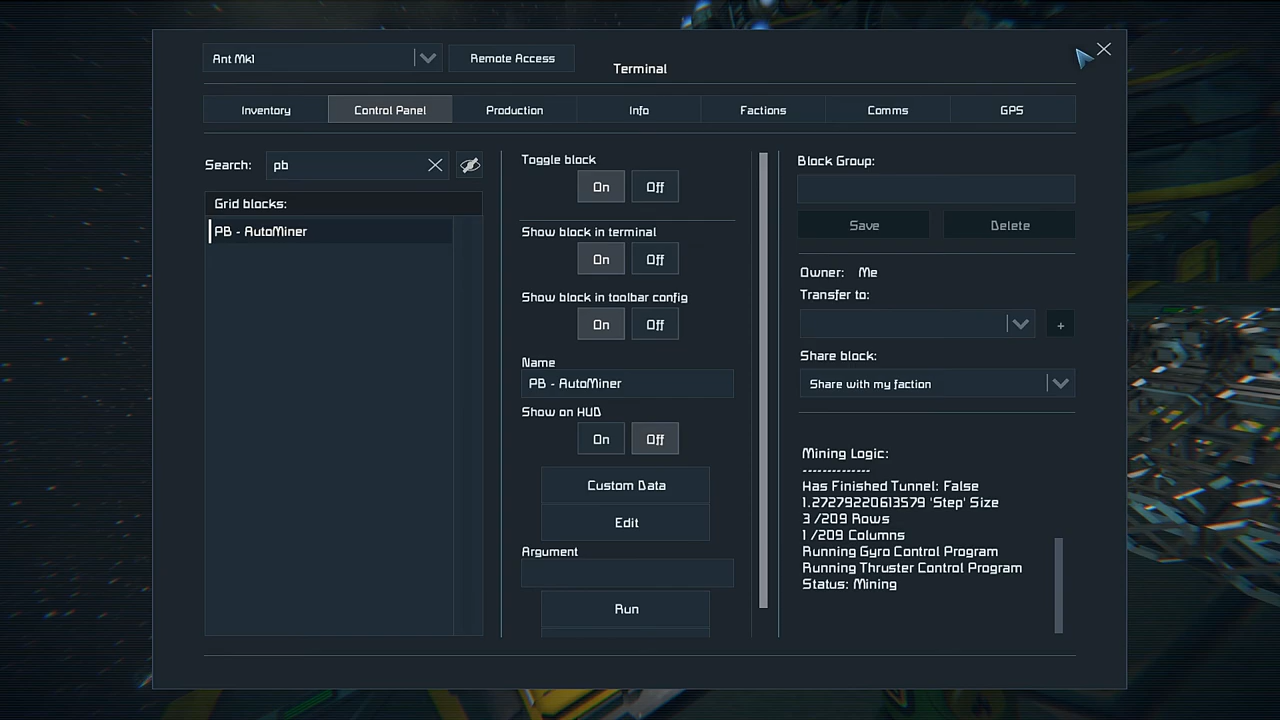 Ant Mk1
Remote Access
Terminal
Inventory
Control Panel
Production
Info
Factions
Comms
GPS
Search:
pb
Grid blocks:
PB - AutoMiner
Toggle block
On
Off
Show block in terminal
On
Off
Show block in toolbar config
On
Off
Name
PB - AutoMiner
Show on HUD
On
Off
Custom Data
Edit
Argument
Run
Block Group:
Save
Delete
Owner: Me
Transfer to:
+
Share block:
Share with my faction
Mining Logic:
--------------
Has Finished Tunnel: False
1.27279220613579 'Step' Size
3 /209 Rows
1 /209 Columns
Running Gyro Control Program
Running Thruster Control Program
Status: Mining